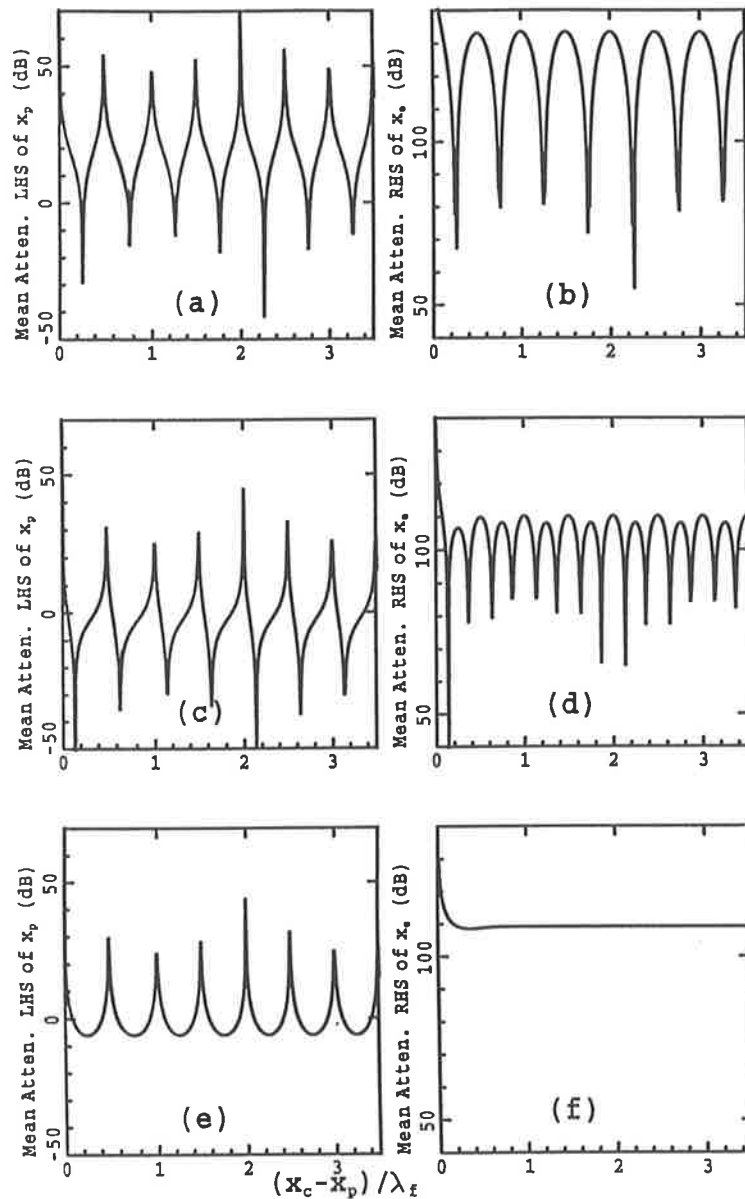 Mean Atten. LHS of x_p (dB)
50
0
-50
(a)
0 1 2 3
Mean Atten. RHS of x_e (dB)
100
50
(b)
0 1 2 3
Mean Atten. LHS of x_p (dB)
50
0
-50
(c)
0 1 2 3
Mean Atten. RHS of x_e (dB)
100
50
(d)
0 1 2 3
Mean Atten. LHS of x_p (dB)
50
0
-50
(e)
0 1 2 3
Mean Atten. RHS of x_e (dB)
100
50
(f)
0 1 2 3
(x_c-x_p)/λ_f